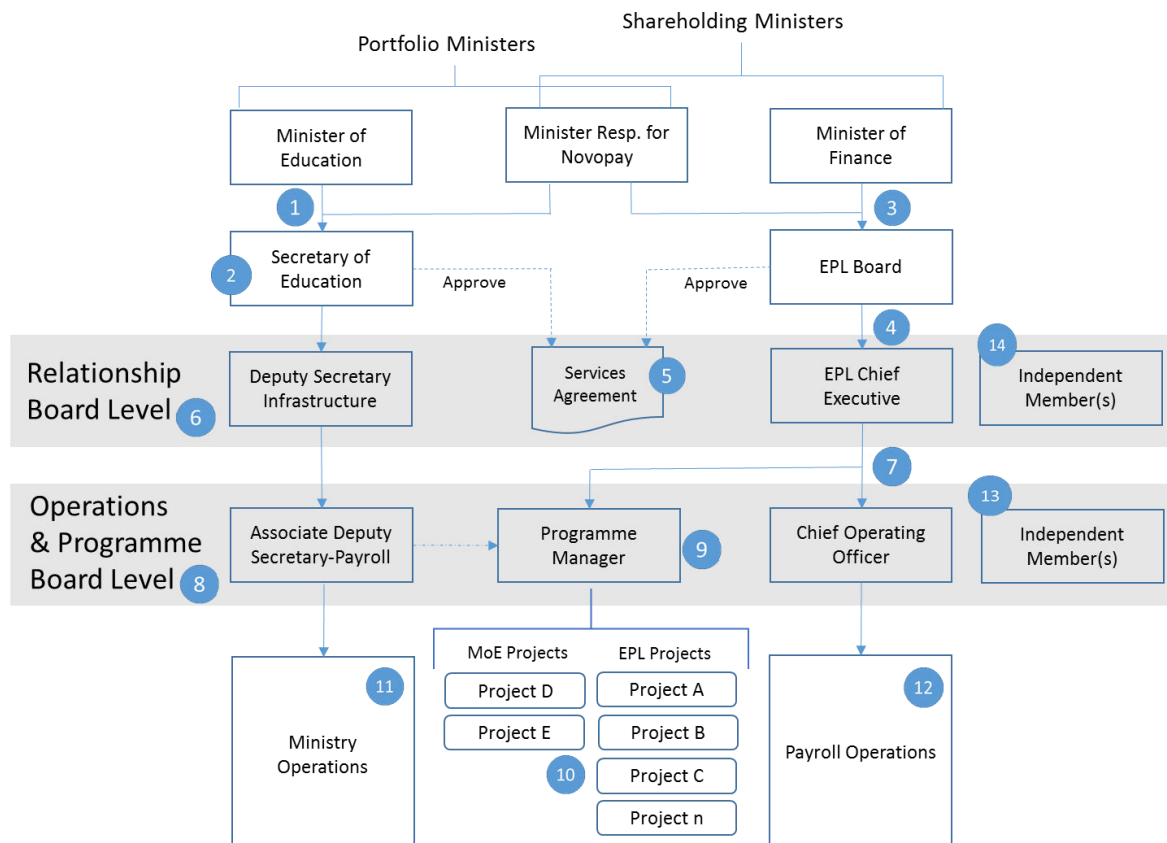 Shareholding Ministers
Portfolio Ministers
Minister of
Education
Minister Resp. for
Novopay
Minister of
Finance
1
3
2
Secretary of
Education
Approve
Approve
EPL Board
4
14
Relationship
Board Level
6
Deputy Secretary
Infrastructure
Services
Agreement
5
EPL Chief
Executive
Independent
Member(s)
7
13
Operations
& Programme
Board Level
8
Associate Deputy
Secretary-Payroll
Programme
Manager
9
Chief Operating
Officer
Independent
Member(s)
MoE Projects
EPL Projects
11
Ministry
Operations
Project D
Project E
10
Project A
Project B
Project C
Project n
12
Payroll Operations